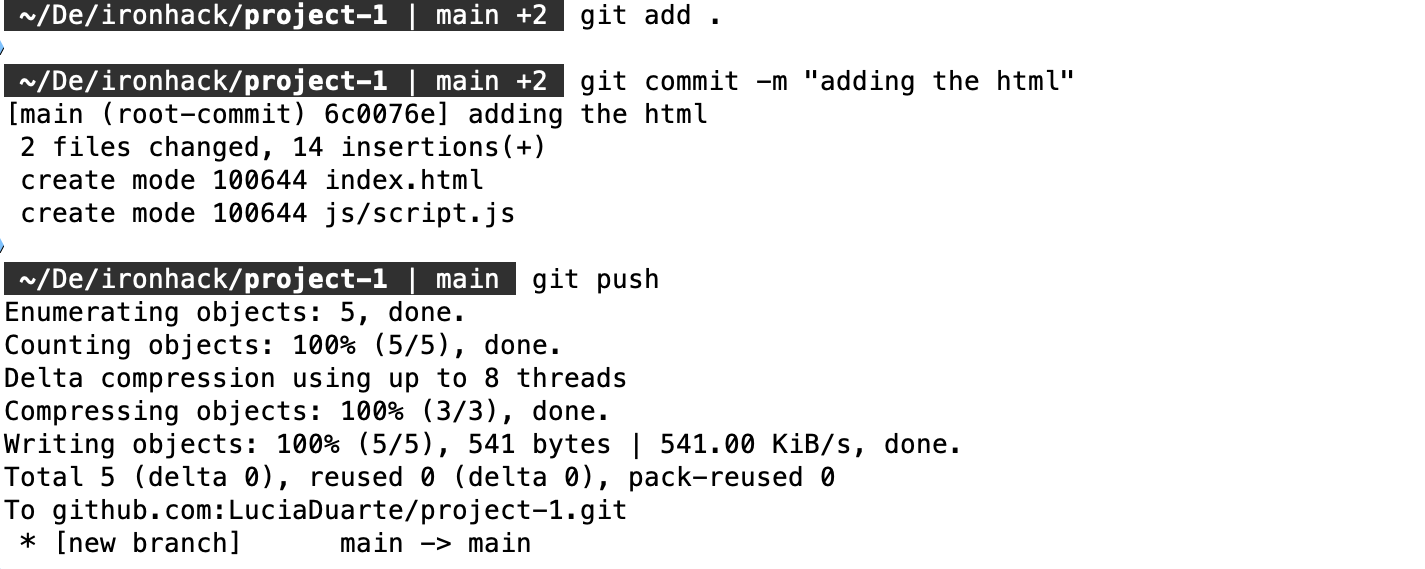 ~/De/ironhack/project-1 | main +2 git add .
~/De/ironhack/project-1 | main +2 git commit -m "adding the html"
[main (root-commit) 6c0076e] adding the html
2 files changed, 14 insertions(+)
create mode 100644 index.html
create mode 100644 js/script.js
~/De/ironhack/project-1 | main git push
Enumerating objects: 5, done.
Counting objects: 100% (5/5), done.
Delta compression using up to 8 threads
Compressing objects: 100% (3/3), done.
Writing objects: 100% (5/5), 541 bytes | 541.00 KiB/s, done.
Total 5 (delta 0), reused 0 (delta 0), pack-reused 0
To github.com:LuciaDuarte/project-1.git
* [new branch]      main -> main